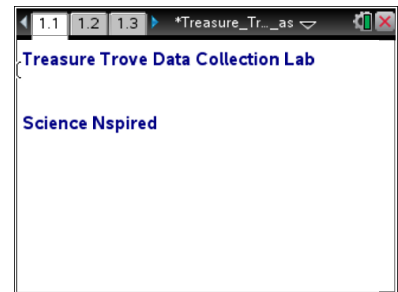 1.1 1.2 1.3 *Treasure_Tr..._as
Treasure Trove Data Collection Lab
Science Nspired